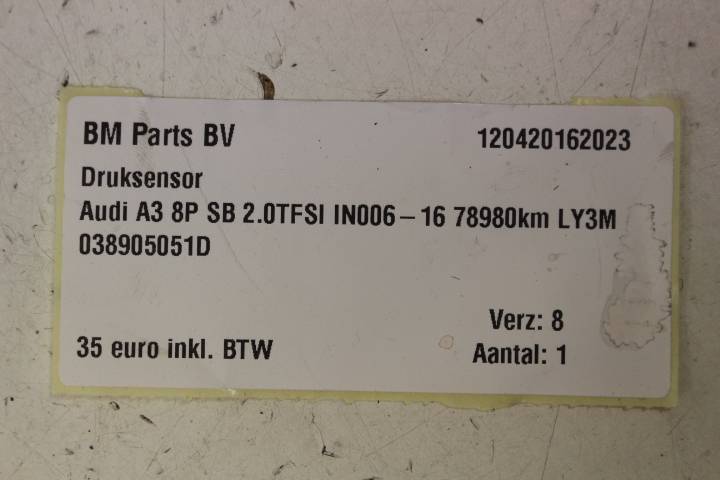 BM Parts BV 120420162023
Druksensor
Audi A3 8P SB 2.0TFSI IN006-16 78980km LY3M
038905051D
Verz: 8
35 euro inkl. BTW Aantal: 1